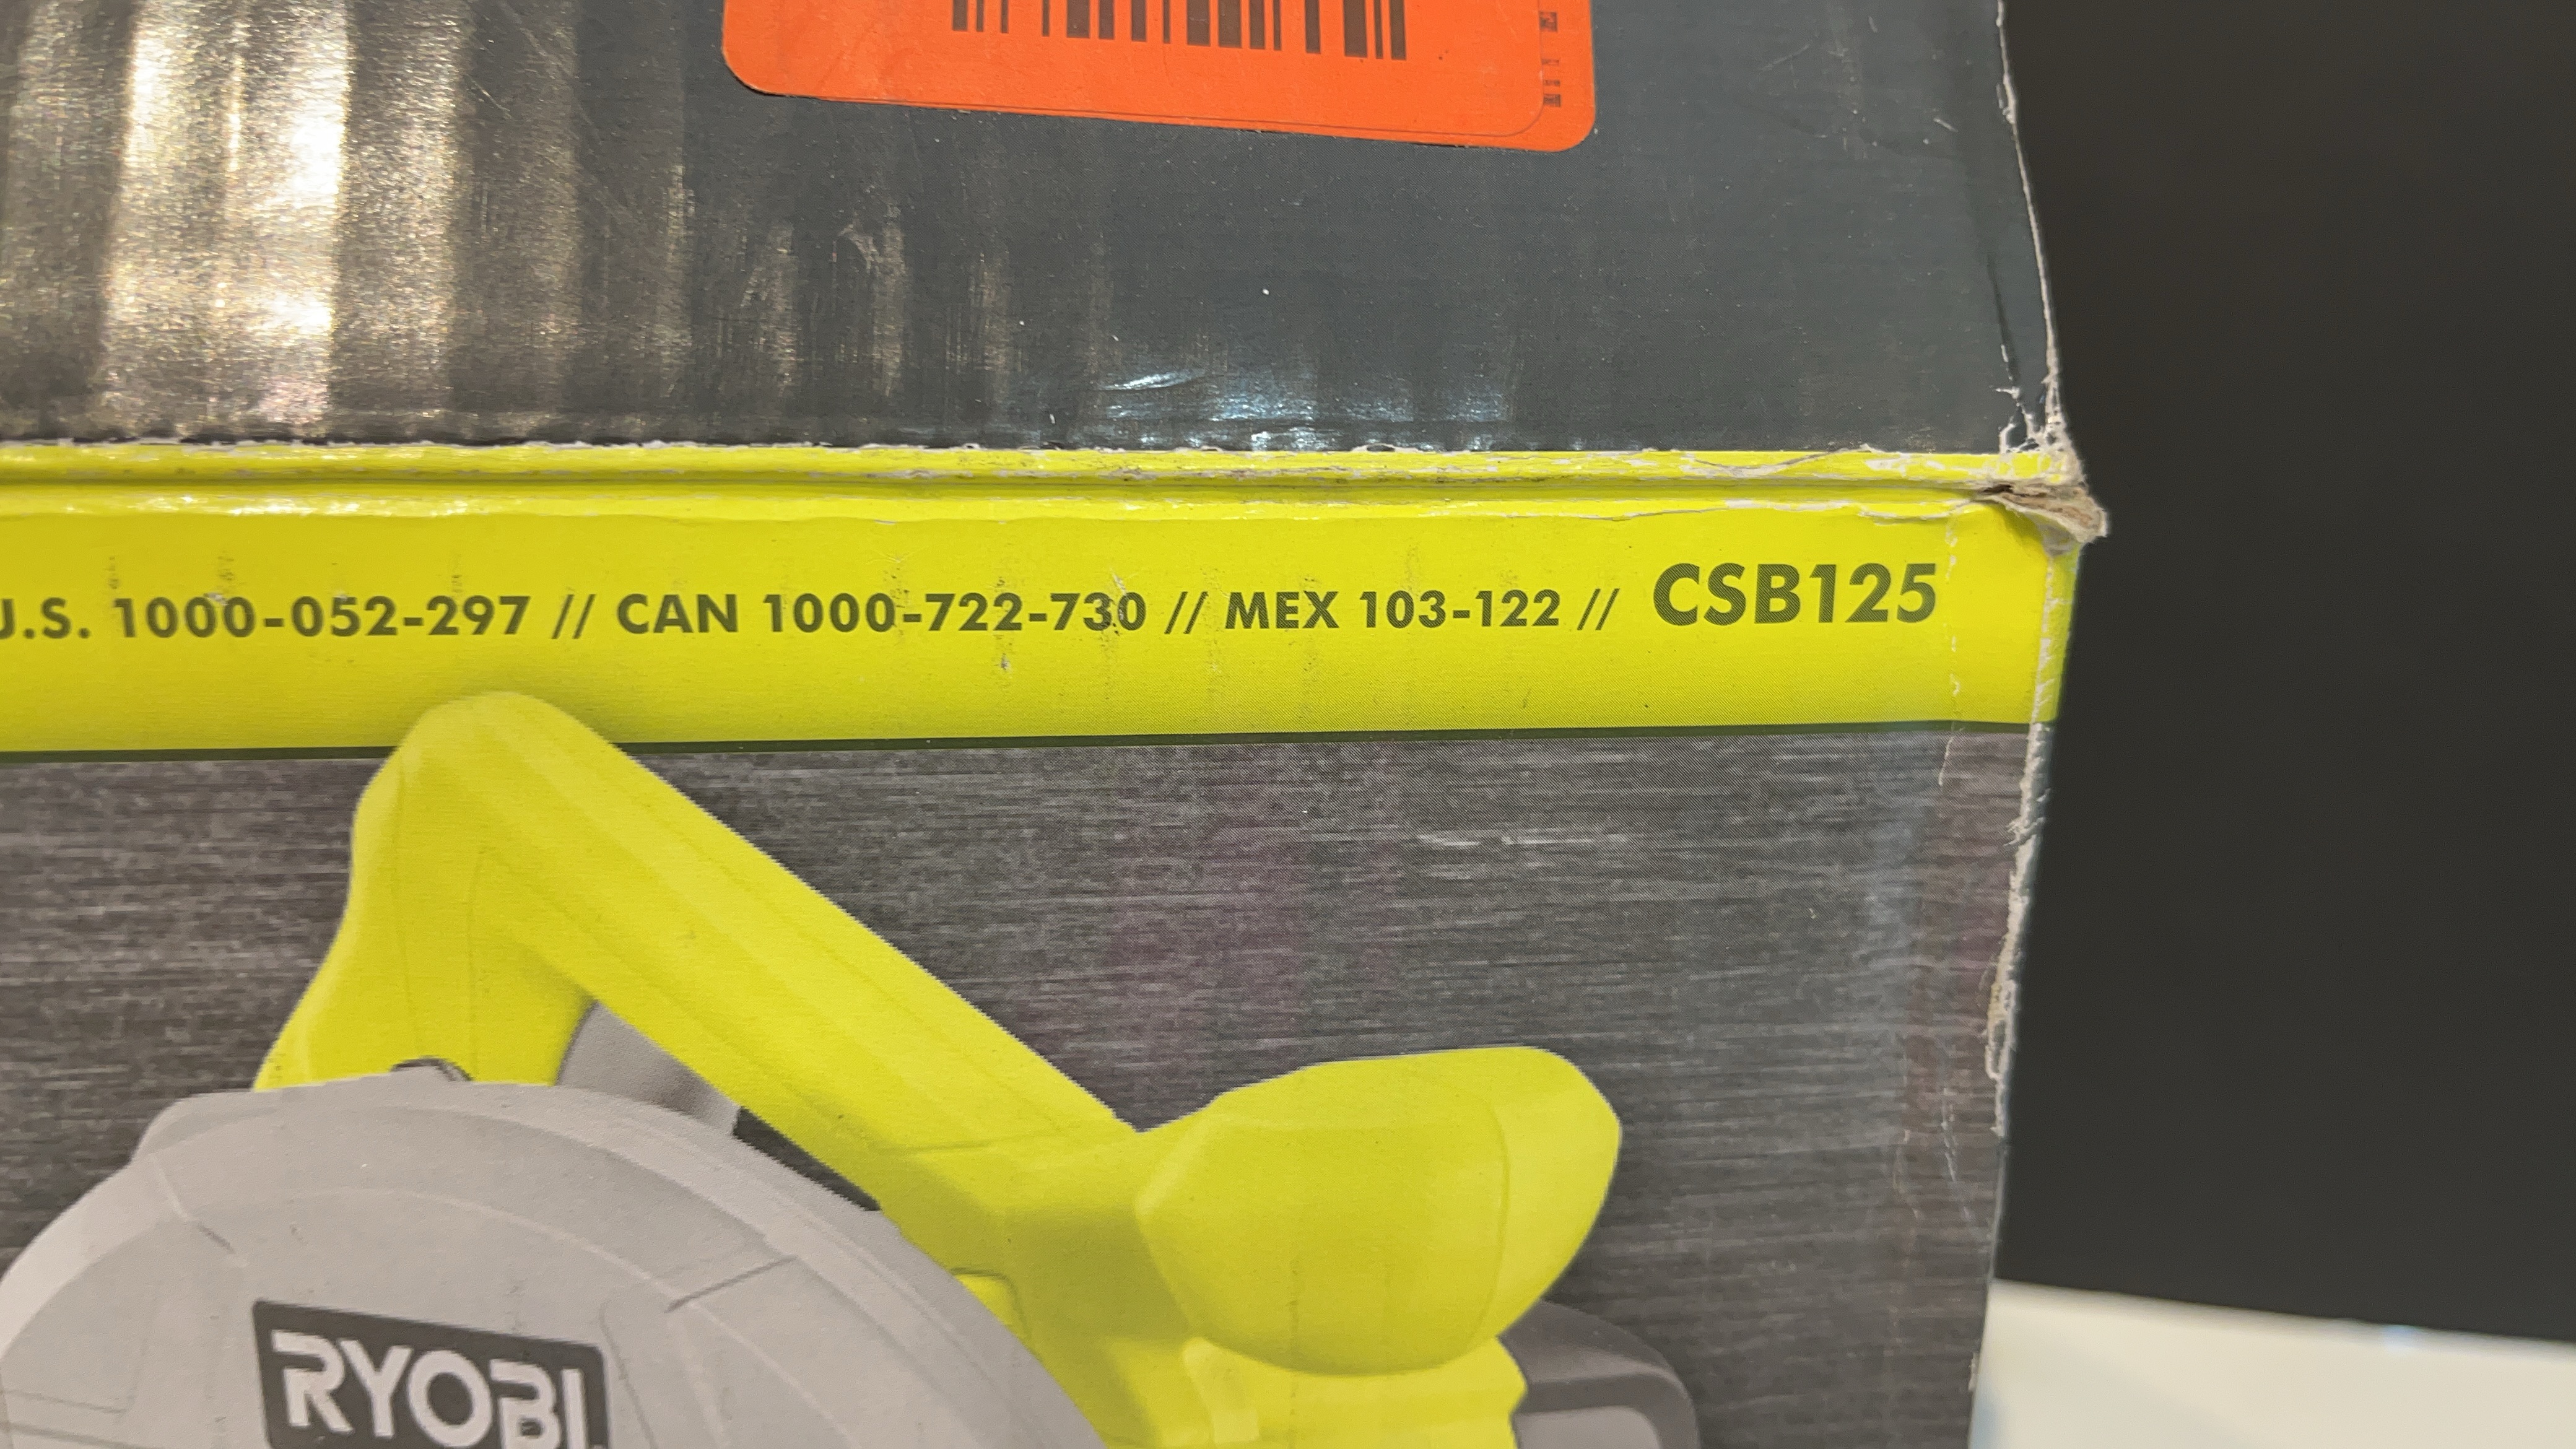 U.S. 1000-052-297 // CAN 1000-722-730 // MEX 103-122 // CSB125
RYOBI